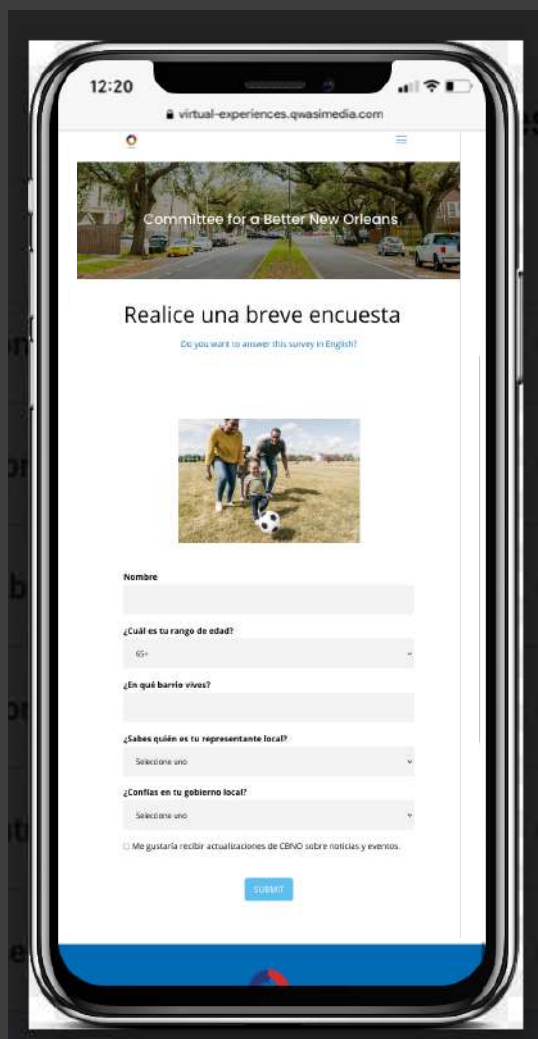 12:20
virtual-experiences.qwasimedia.com
Committee for a Better New Orleans
Realice una breve encuesta
Do you want to answer this survey in English?
Nombre
¿Cuál es tu rango de edad?
65+
¿En qué barrio vives?
¿Sabes quién es tu representante local?
Seleccione uno
¿Confías en tu gobierno local?
Seleccione uno
Me gustaría recibir actualizaciones de CBNO sobre noticias y eventos.
SUBMIT